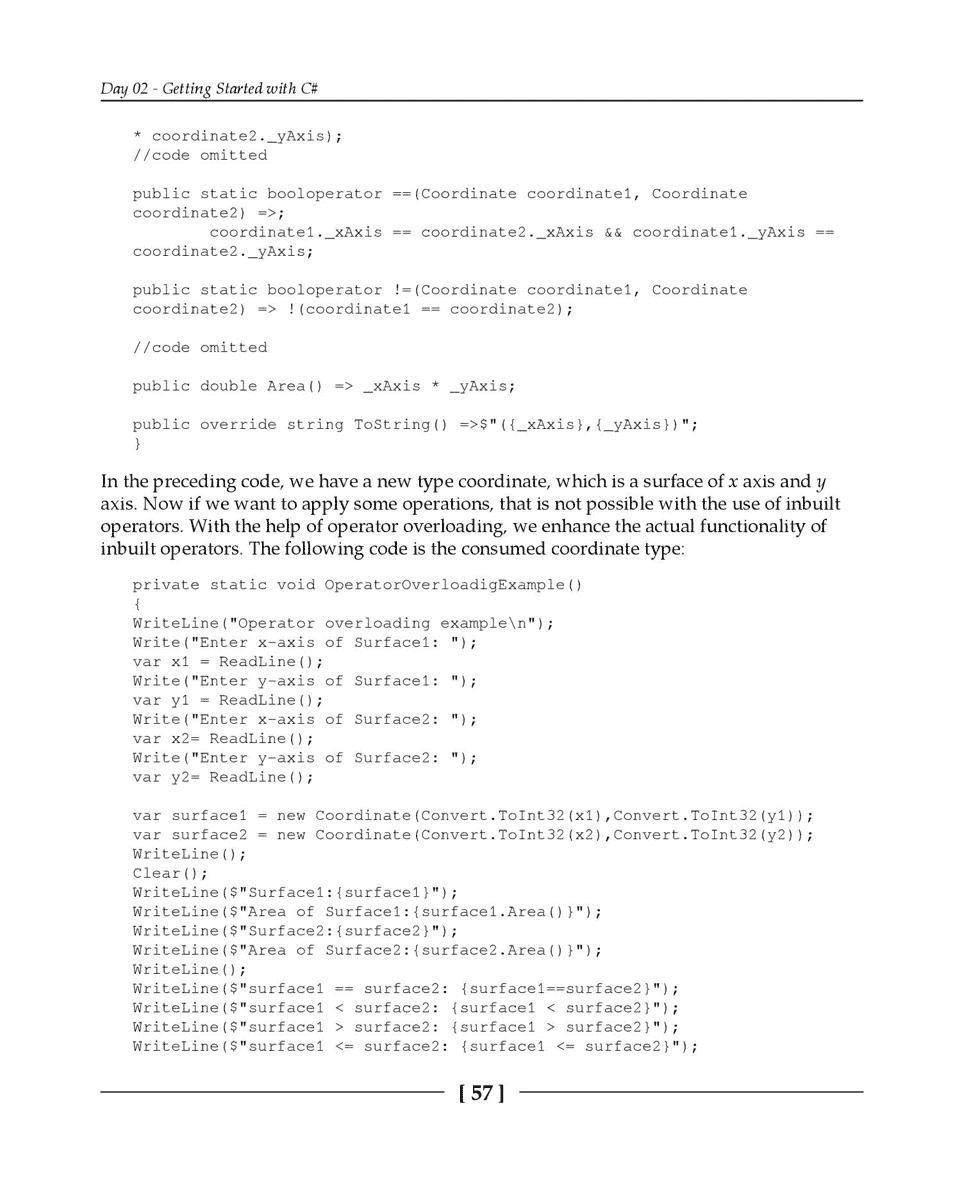 Day 02 - Getting Started with C#
* coordinate2._yAxis);
//code omitted
public static booloperator ==(Coordinate coordinate1, Coordinate
coordinate2) =>;
coordinate1._xAxis == coordinate2._xAxis && coordinate1._yAxis ==
coordinate2._yAxis;
public static booloperator !=(Coordinate coordinate1, Coordinate
coordinate2) => !(coordinate1 == coordinate2);
//code omitted
public double Area() => _xAxis * _yAxis;
public override string ToString() =>$"({_xAxis},{_yAxis})";
}
In the preceding code, we have a new type coordinate, which is a surface of x axis and y
axis. Now if we want to apply some operations, that is not possible with the use of inbuilt
operators. With the help of operator overloading, we enhance the actual functionality of
inbuilt operators. The following code is the consumed coordinate type:
private static void OperatorOverloadigExample()
{
WriteLine("Operator overloading example\n");
Write("Enter x-axis of Surface1: ");
var x1 = ReadLine();
Write("Enter y-axis of Surface1: ");
var y1 = ReadLine();
Write("Enter x-axis of Surface2: ");
var x2= ReadLine();
Write("Enter y-axis of Surface2: ");
var y2= ReadLine();
var surface1 = new Coordinate(Convert.ToInt32(x1),Convert.ToInt32(y1));
var surface2 = new Coordinate(Convert.ToInt32(x2),Convert.ToInt32(y2));
WriteLine();
Clear();
WriteLine($"Surface1:{surface1}");
WriteLine($"Area of Surface1:{surface1.Area()}");
WriteLine($"Surface2:{surface2}");
WriteLine($"Area of Surface2:{surface2.Area()}");
WriteLine();
WriteLine($"surface1 == surface2: {surface1==surface2}");
WriteLine($"surface1 < surface2: {surface1 < surface2}");
WriteLine($"surface1 > surface2: {surface1 > surface2}");
WriteLine($"surface1 <= surface2: {surface1 <= surface2}");
[ 57 ]